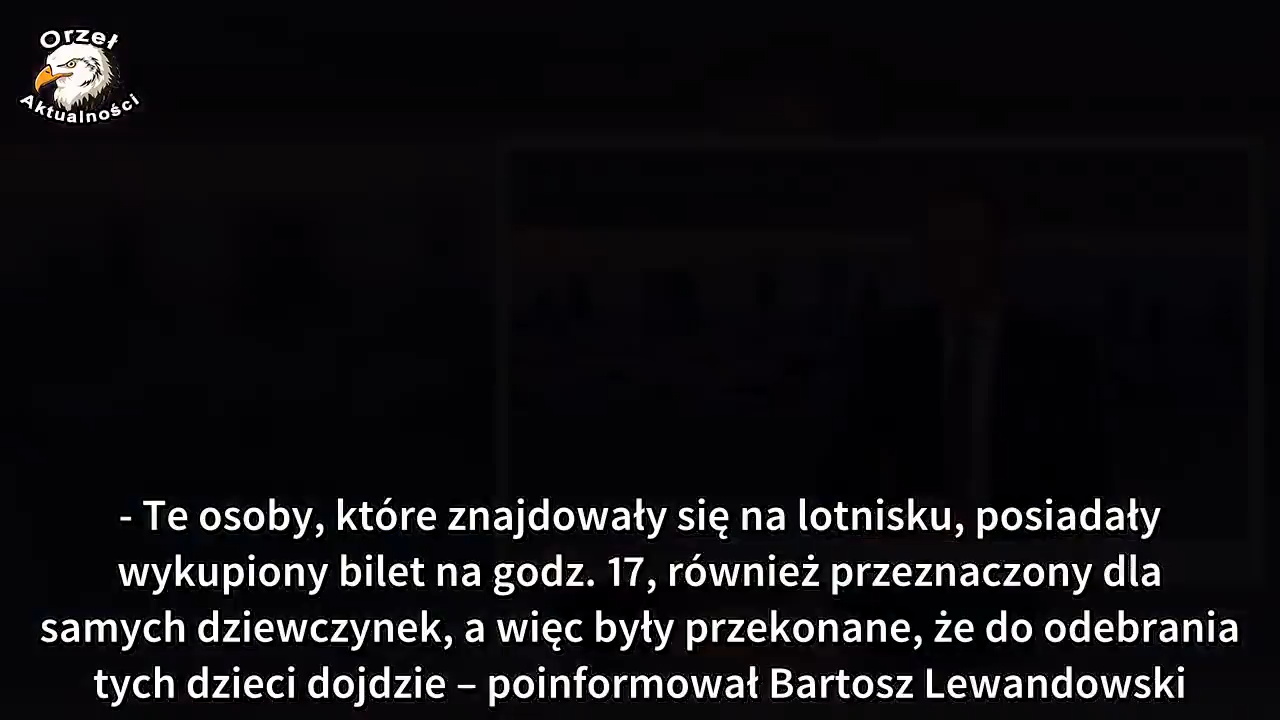 Orzeł
Aktualności
- Te osoby, które znajdowały się na lotnisku, posiadały
wykupiony bilet na godz. 17, również przeznaczony dla
samych dziewczynek, a więc były przekonane, że do odebrania
tych dzieci dojdzie – poinformował Bartosz Lewandowski